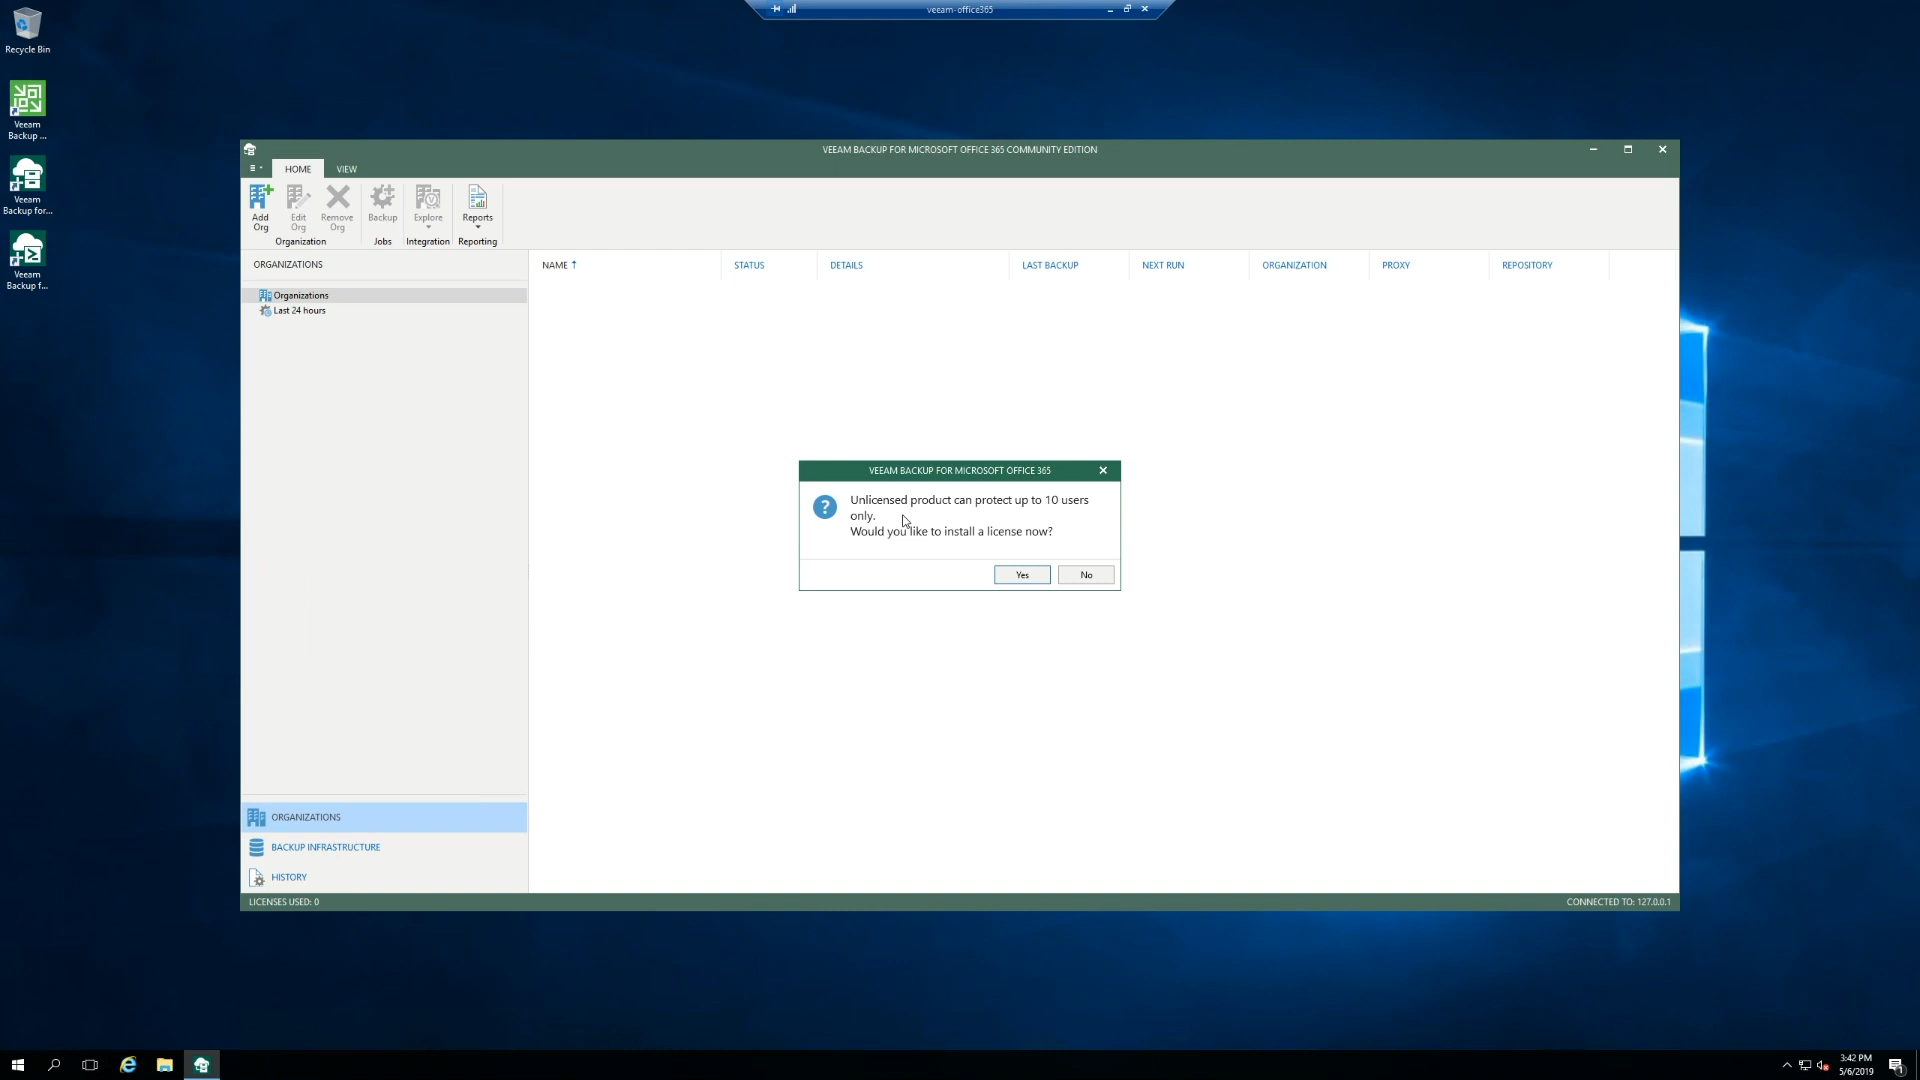 veeam-office365
Recycle Bin
Veeam
Backup ...
Veeam
Backup for...
Veeam
Backup f...
VEEAM BACKUP FOR MICROSOFT OFFICE 365 COMMUNITY EDITION
HOME
VIEW
Add
Org
Edit
Org
Remove
Org
Backup
Explore
Reports
Organization
Jobs
Integration
Reporting
ORGANIZATIONS
Organizations
Last 24 hours
NAME
STATUS
DETAILS
LAST BACKUP
NEXT RUN
ORGANIZATION
PROXY
REPOSITORY
VEEAM BACKUP FOR MICROSOFT OFFICE 365
Unlicensed product can protect up to 10 users
only.
Would you like to install a license now?
Yes
No
ORGANIZATIONS
BACKUP INFRASTRUCTURE
HISTORY
LICENSES USED: 0
CONNECTED TO: 127.0.0.1
3:42 PM
5/6/2019
1